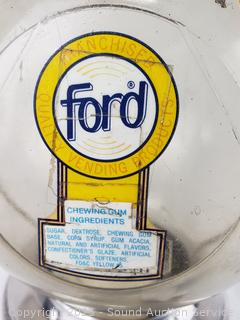 FRANCHISED
ford®
QUALITY VENDING PRODUCTS
CHEWING GUM
INGREDIENTS
SUGAR, DEXTROSE, CHEWING GUM
BASE, CORN SYRUP, GUM ACACIA,
NATURAL AND ARTIFICIAL FLAVORS,
CONFECTIONER'S GLAZE, ARTIFICIAL
COLORS, SOFTENERS,
FD&C YELLOW
Sound Auction Service